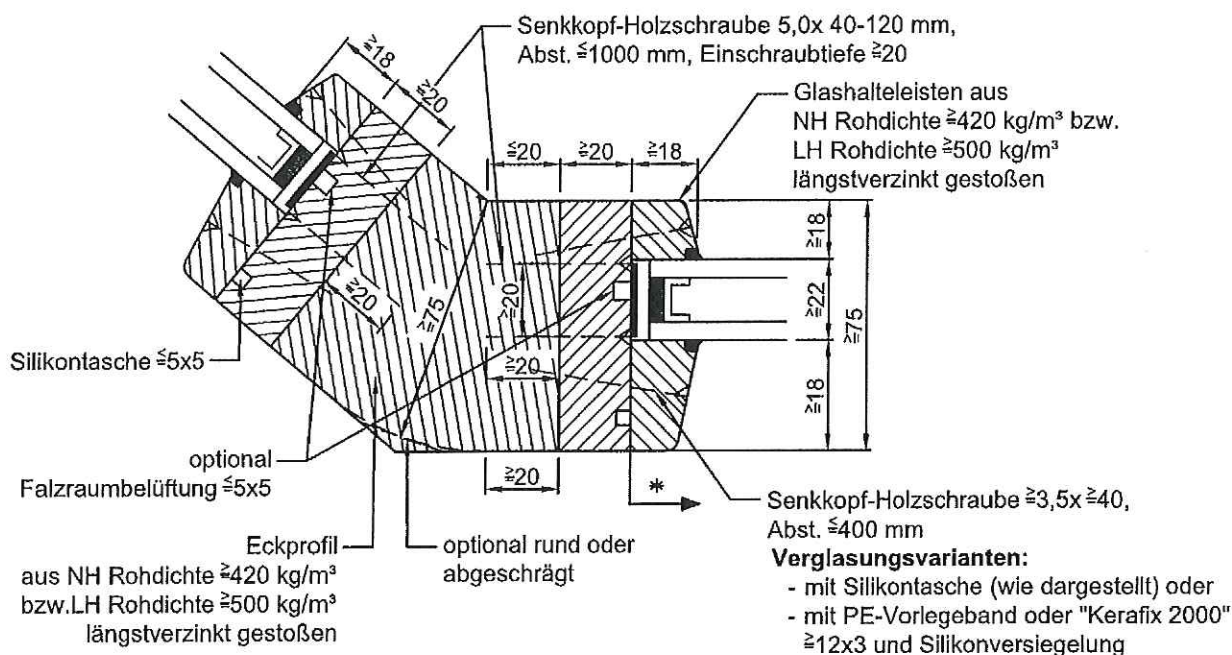 Senkkopf-Holzschraube 5,0x 40-120 mm,
Abst. ≦1000 mm, Einschraubtiefe ≧20
Glashalteleisten aus
NH Rohdichte ≧420 kg/m³ bzw.
LH Rohdichte ≧500 kg/m³
längstverzinkt gestoßen
≧18
≧20
≦20
≧20
≧18
≧18
≧22
≧75
≧18
≧20
≧75
≧20
≧20
≧20
Silikontasche ≦5x5
optional
Falzraumbelüftung ≦5x5
*
Eckprofil
aus NH Rohdichte ≧420 kg/m³
bzw.LH Rohdichte ≧500 kg/m³
längstverzinkt gestoßen
optional rund oder
abgeschrägt
Senkkopf-Holzschraube ≧3,5x ≧40,
Abst. ≦400 mm
Verglasungsvarianten:
- mit Silikontasche (wie dargestellt) oder
- mit PE-Vorlegeband oder "Kerafix 2000"
≧12x3 und Silikonversiegelung